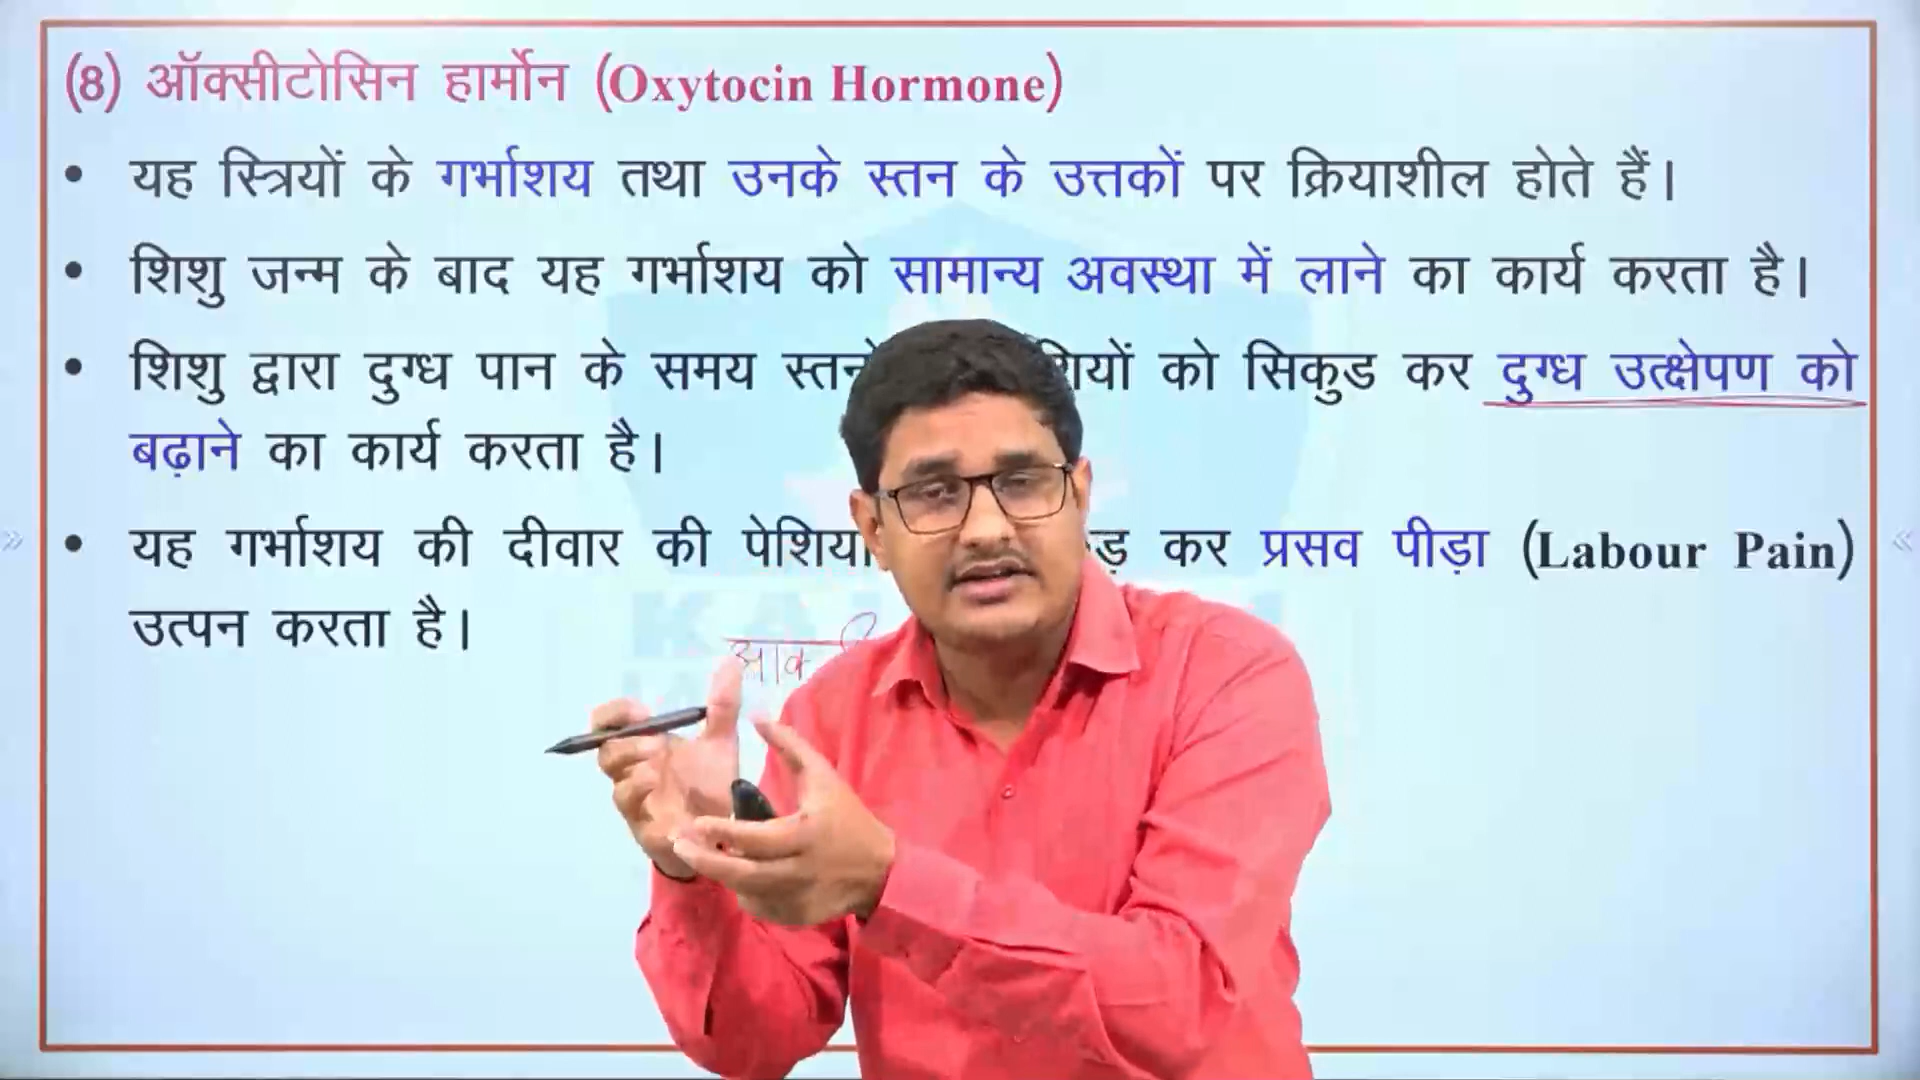 (8) ऑक्सीटोसिन हार्मोन (Oxytocin Hormone)
• यह स्त्रियों के गर्भाशय तथा उनके स्तन के उत्तकों पर क्रियाशील होते हैं।
• शिशु जन्म के बाद यह गर्भाशय को सामान्य अवस्था में लाने का कार्य करता है।
• शिशु द्वारा दुग्ध पान के समय को सिकुड कर दुग्ध उत्क्षेपण को
बढ़ाने का कार्य करता है।
• यह गर्भाशय की दीवार की कर प्रसव पीड़ा (Labour Pain)
उत्पन करता है।